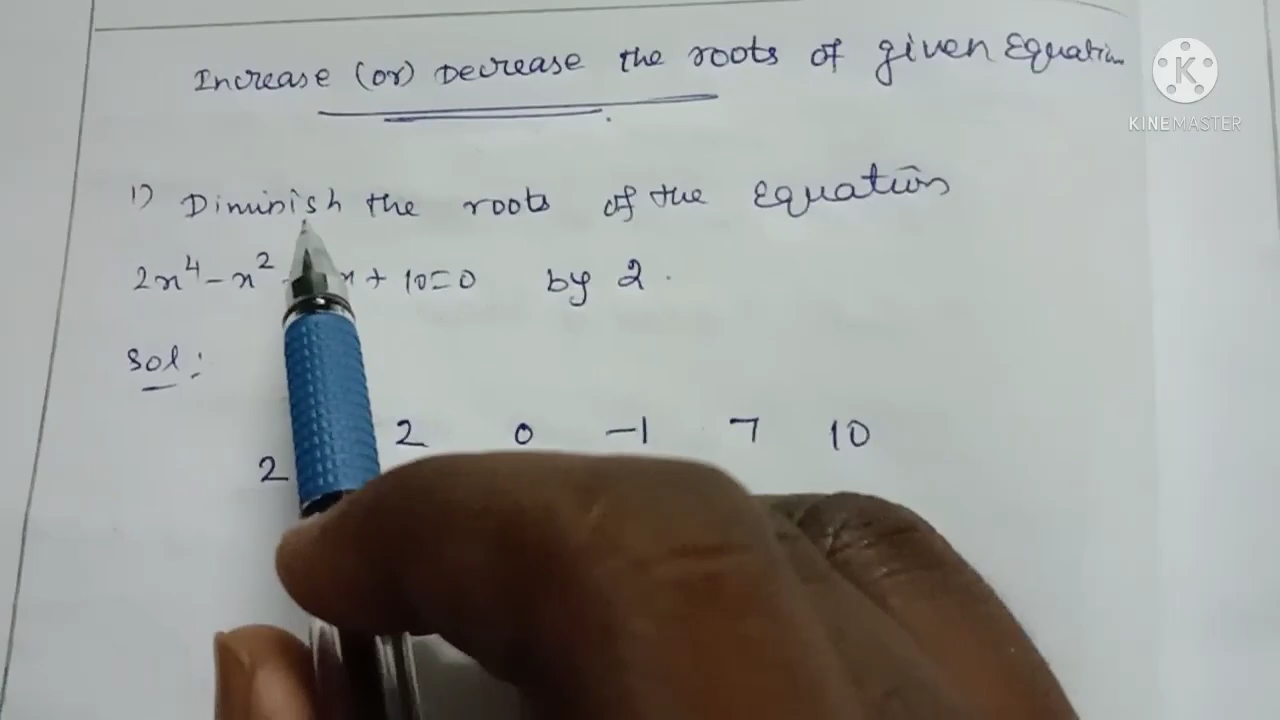 Increase (or) Decrease the roots of given Equation
1) Diminish the roots of the Equation
2x⁴ - x² - x + 10 = 0 by 2.
Sol:
2 0 -1 7 10
2
KINEMASTER